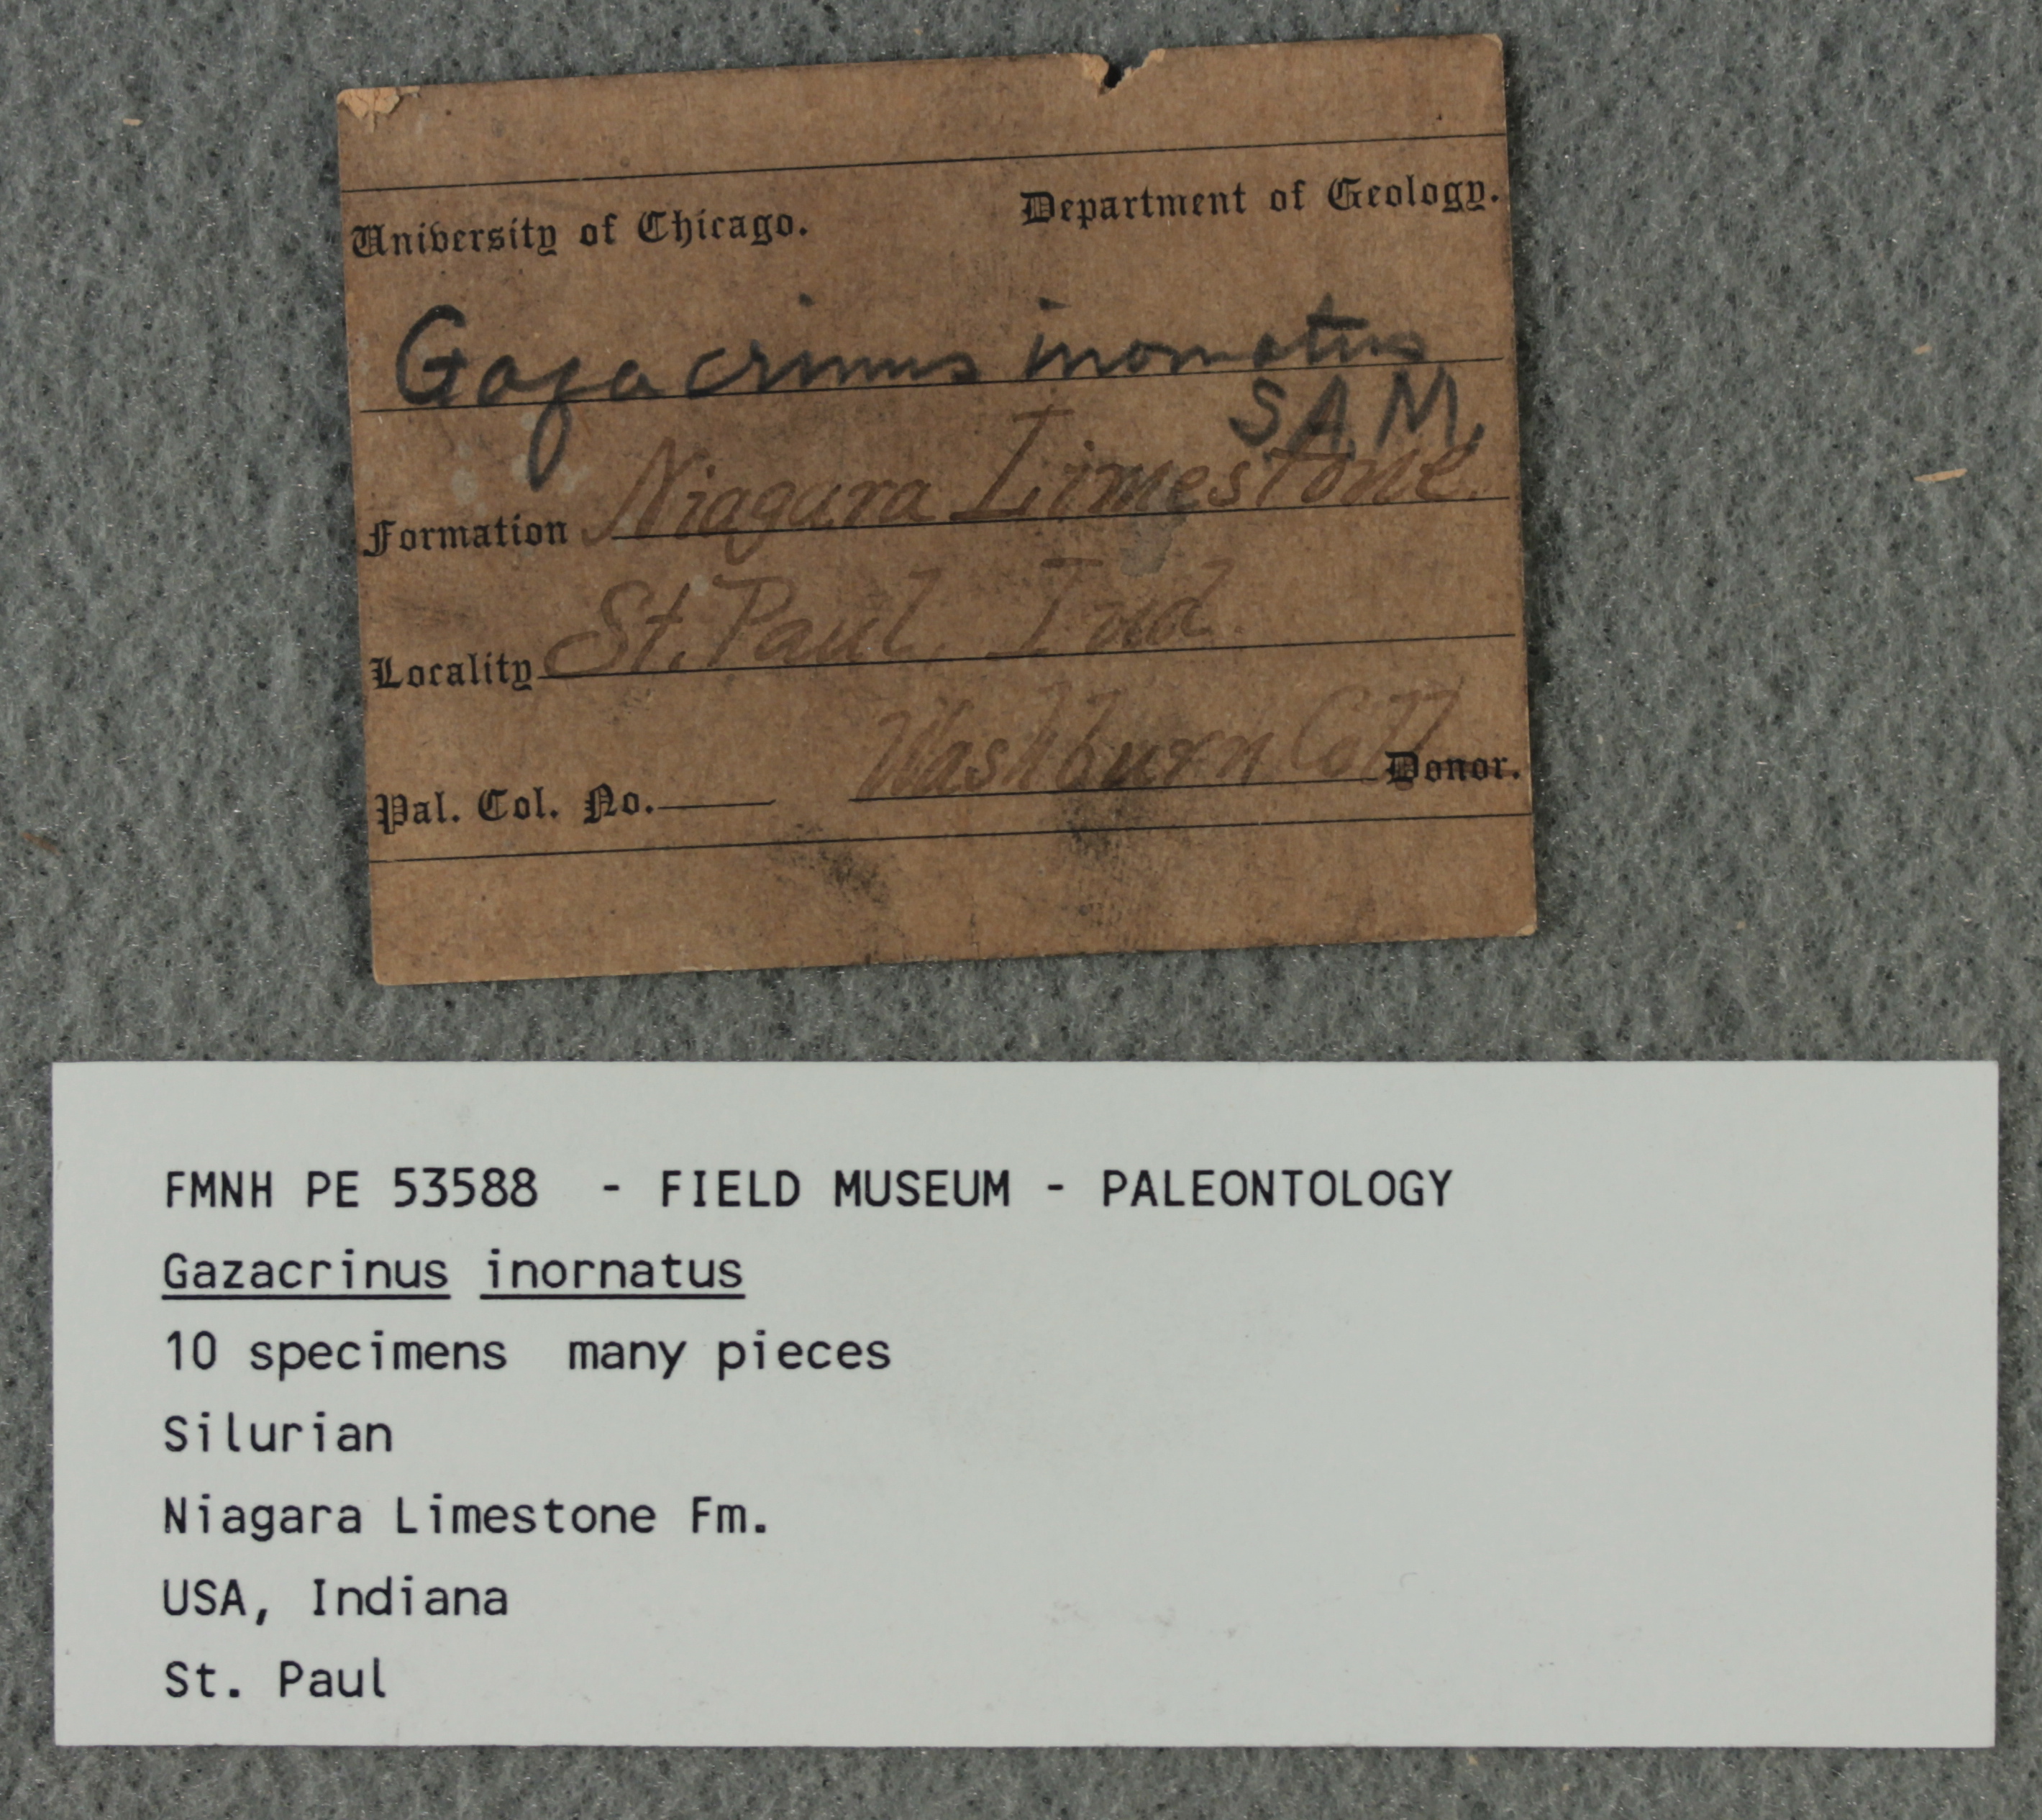 University of Chicago. Department of Geology.
Gazacrinus inornatus
S.A.M.
Formation Niagara Limestone.
Locality St. Paul, Ind.
Pal. Col. No. Washburn Coll Donor.
FMNH PE 53588 - FIELD MUSEUM - PALEONTOLOGY
Gazacrinus inornatus
10 specimens many pieces
Silurian
Niagara Limestone Fm.
USA, Indiana
St. Paul